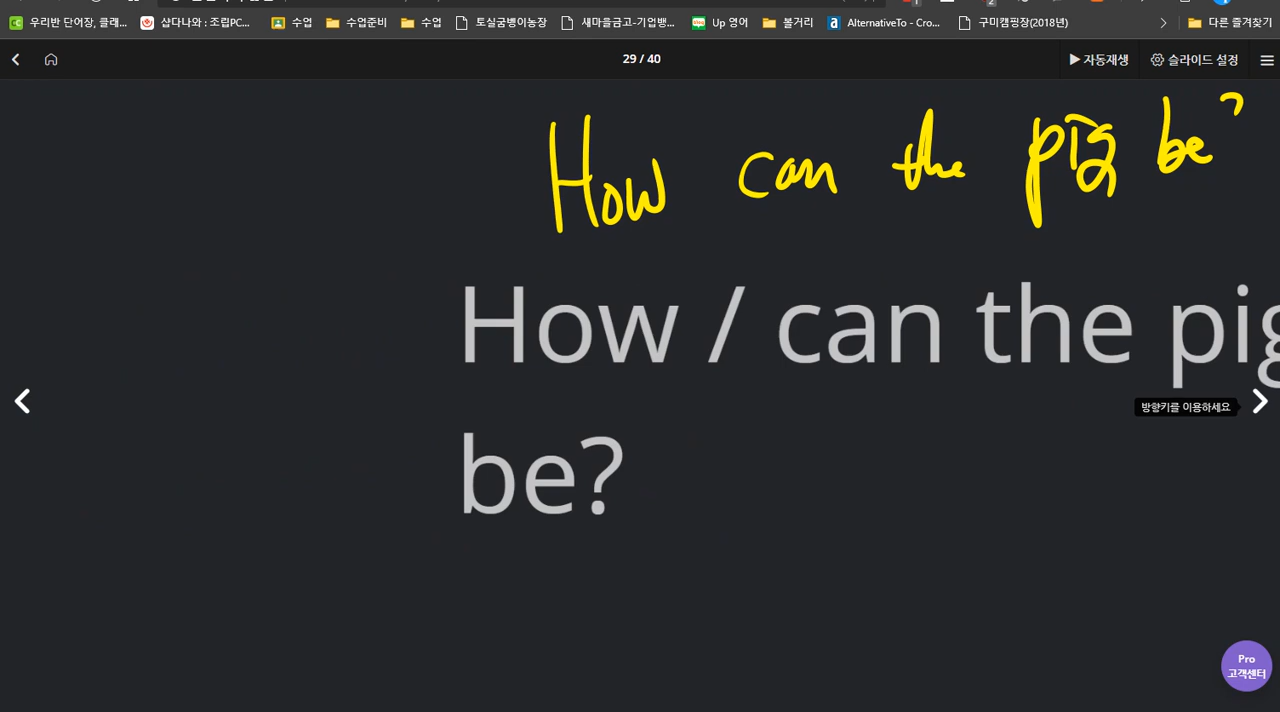 우리반 단어장, 클래... 샵다나와 : 조립PC... 수업 수업준비 수업 토실굼벵이농장 새마을금고-기업뱅... Up 영어 볼거리 AlternativeTo - Cro... 구미캠핑장(2018년) 다른 즐겨찾기
29 / 40 자동재생 슬라이드 설정
How can the pig be?
How / can the pig
be?
방향키를 이용하세요
Pro
고객센터